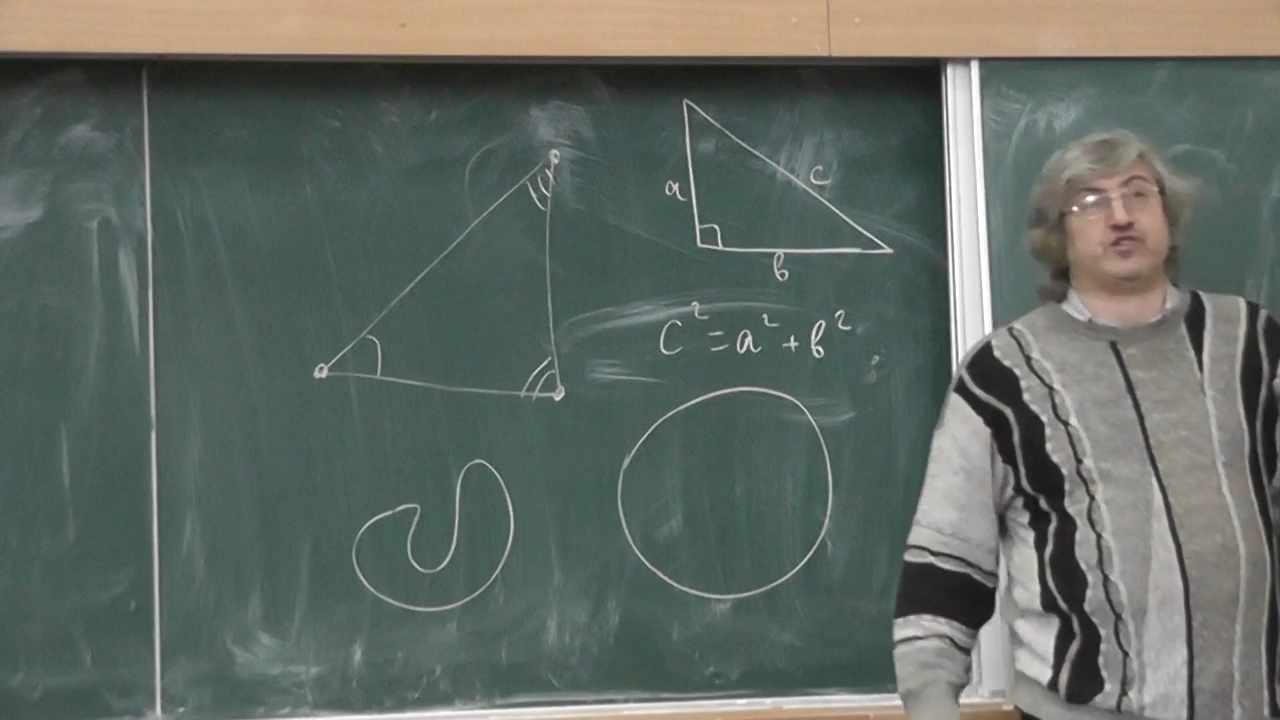 a
c
b
c² = a² + b²